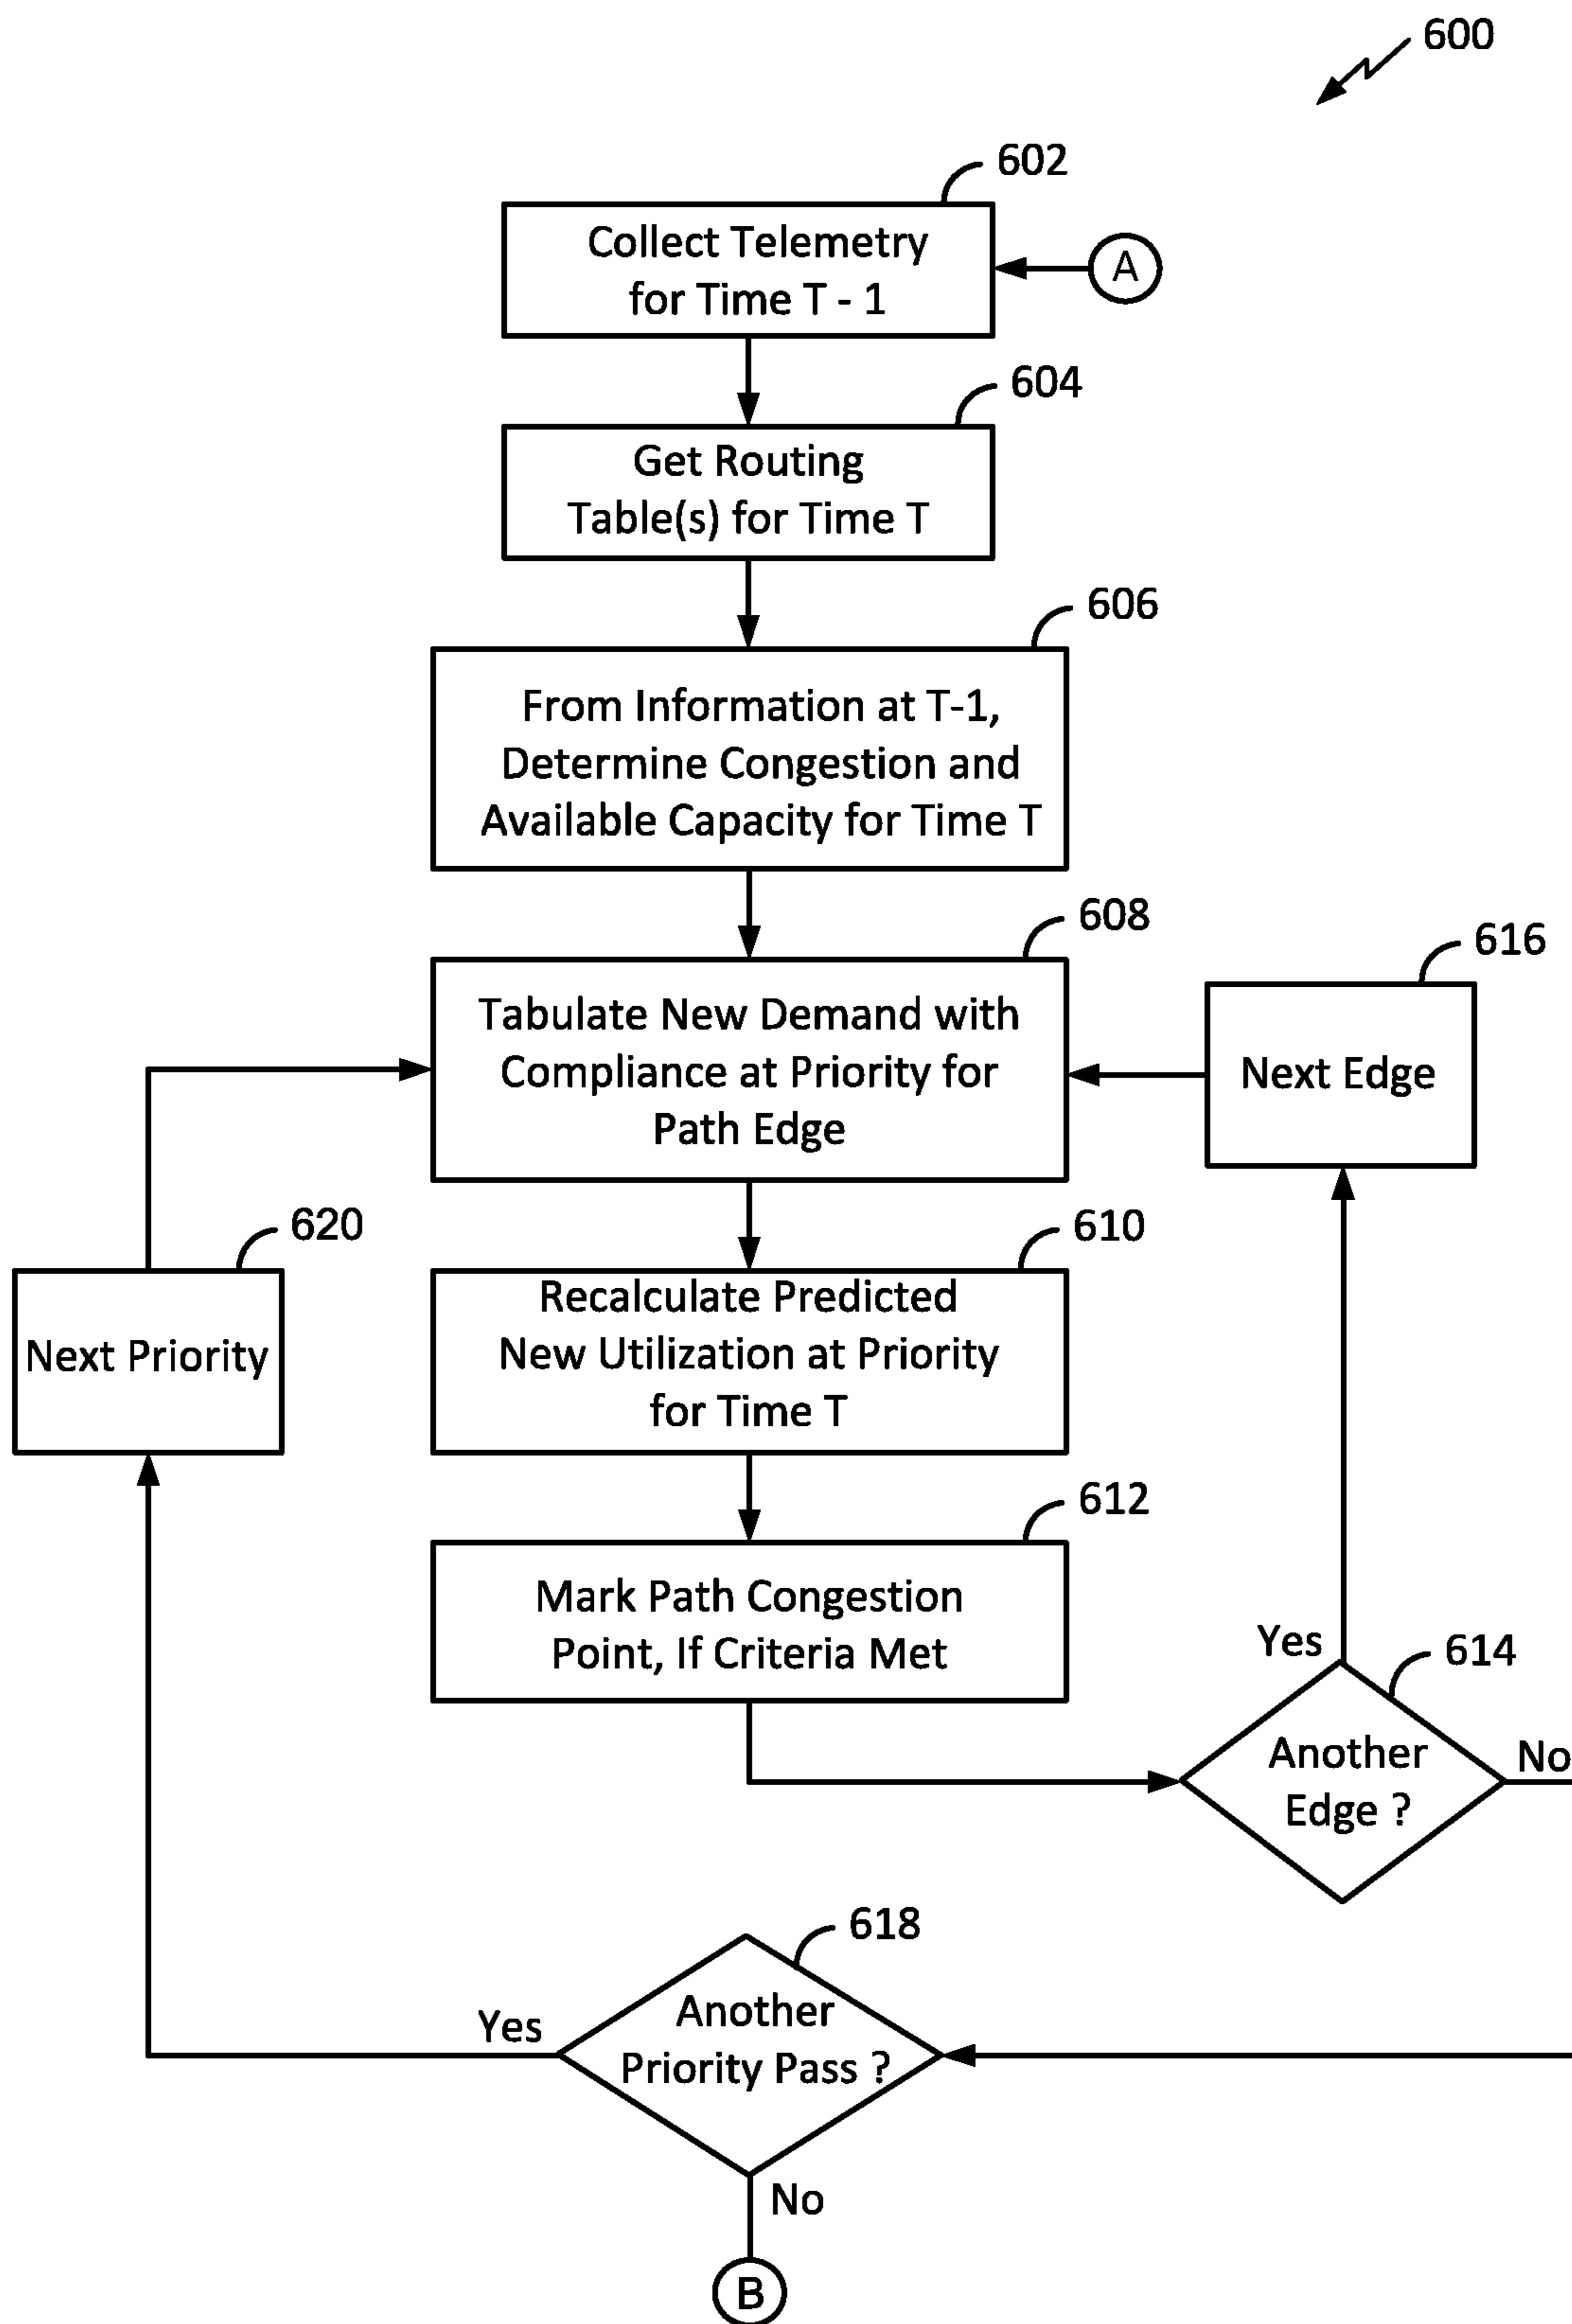 600
602
Collect Telemetry
for Time T - 1
A
604
Get Routing
Table(s) for Time T
606
From Information at T-1,
Determine Congestion and
Available Capacity for Time T
608
616
Tabulate New Demand with
Compliance at Priority for
Path Edge
Next Edge
620
610
Next Priority
Recalculate Predicted
New Utilization at Priority
for Time T
612
Mark Path Congestion
Point, If Criteria Met
Yes
614
Another
Edge ?
No
618
Yes
Another
Priority Pass ?
No
B